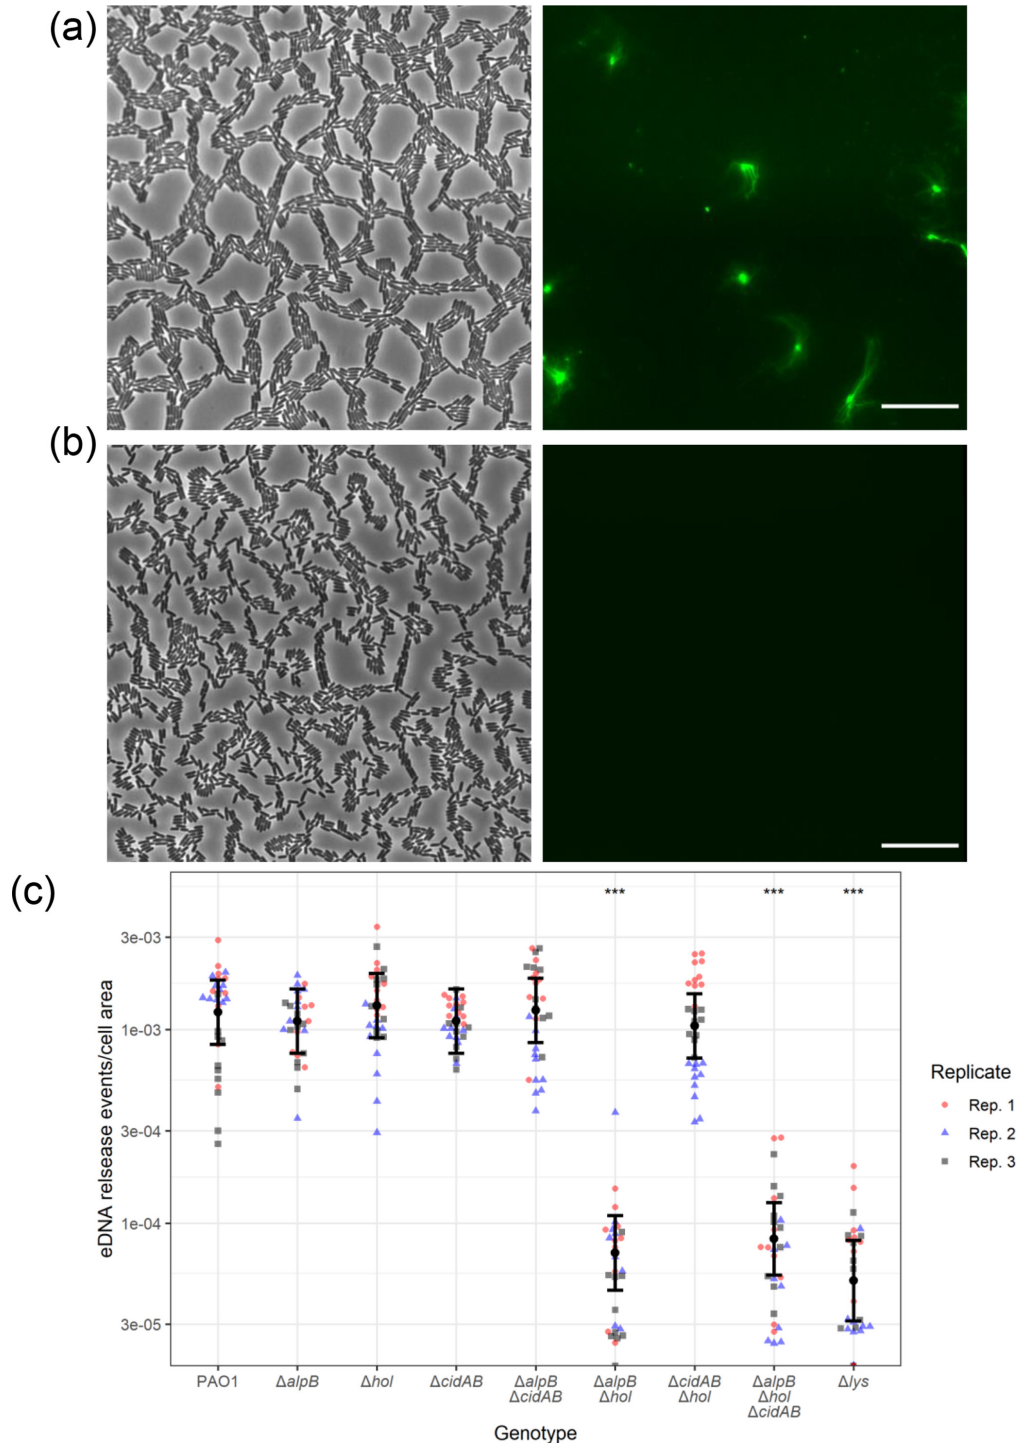 (a)
(b)
(c)
*** *** ***
3e-03
1e-03
3e-04
1e-04
3e-05
eDNA relsease events/cell area
PAO1 ΔalpB Δhol ΔcidAB ΔalpB ΔalpB ΔcidAB ΔalpB Δlys
ΔcidAB Δhol Δhol Δhol
ΔcidAB
Genotype
Replicate
Rep. 1
Rep. 2
Rep. 3